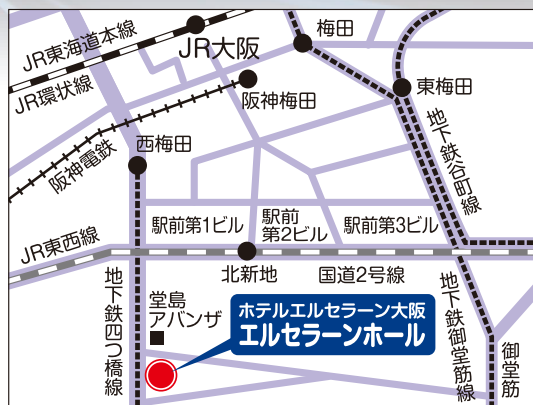 JR東海道本線
JR大阪
梅田
JR環状線
阪神梅田
東梅田
阪神電鉄
西梅田
地下鉄谷町線
駅前第1ビル
駅前
第2ビル
駅前第3ビル
JR東西線
北新地
国道2号線
地下鉄四つ橋線
堂島
アバンザ
ホテルエルセラーン大阪
エルセラーンホール
地下鉄御堂筋線
御堂筋